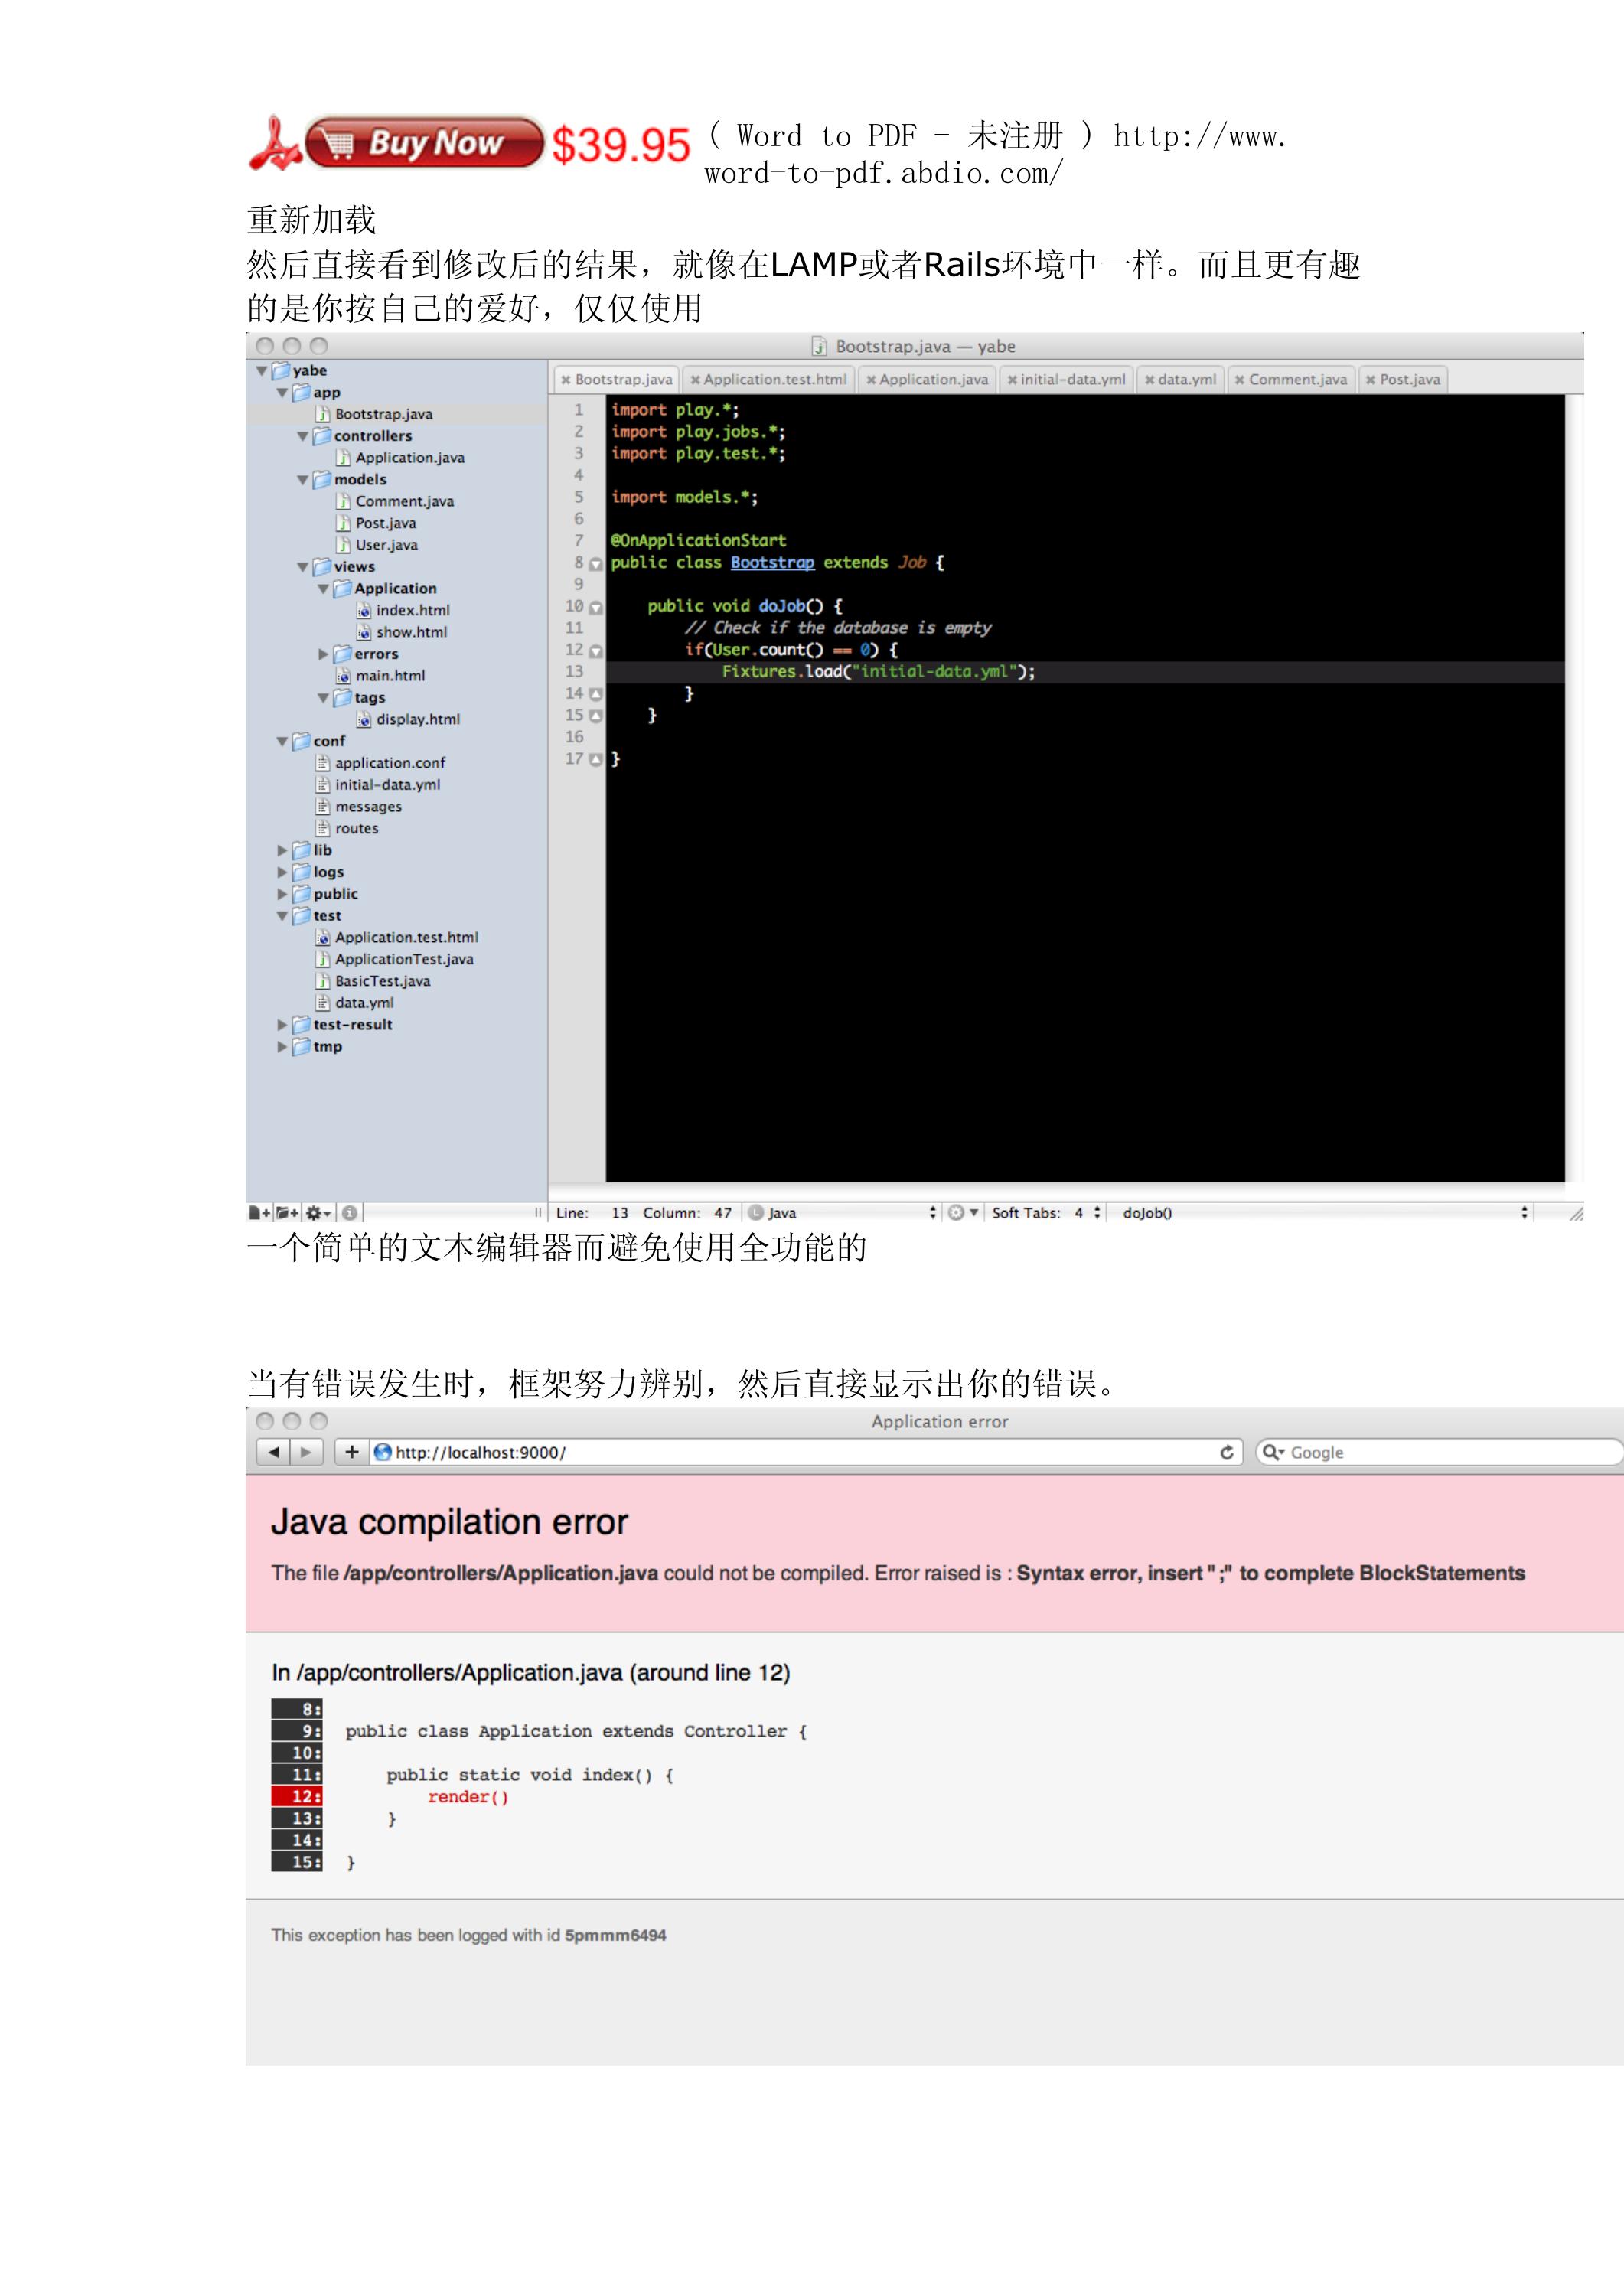 Buy Now $39.95 ( Word to PDF - 未注册 ) http://www.
word-to-pdf.abdio.com/
重新加载
然后直接看到修改后的结果，就像在LAMP或者Rails环境中一样。而且更有趣
的是你按自己的爱好，仅仅使用
Bootstrap.java — yabe
yabe
app
Bootstrap.java
controllers
Application.java
models
Comment.java
Post.java
User.java
views
Application
index.html
show.html
errors
main.html
tags
display.html
conf
application.conf
initial-data.yml
messages
routes
lib
logs
public
test
Application.test.html
ApplicationTest.java
BasicTest.java
data.yml
test-result
tmp
Bootstrap.java Application.test.html Application.java initial-data.yml data.yml Comment.java Post.java
1 import play.*;
2 import play.jobs.*;
3 import play.test.*;
4
5 import models.*;
6
7 @OnApplicationStart
8 public class Bootstrap extends Job {
9
10 public void doJob() {
11 // Check if the database is empty
12 if(User.count() == 0) {
13 Fixtures.load("initial-data.yml");
14 }
15 }
16
17 }
Line: 13 Column: 47 Java Soft Tabs: 4 doJob()
一个简单的文本编辑器而避免使用全功能的
当有错误发生时，框架努力辨别，然后直接显示出你的错误。
Application error
http://localhost:9000/ Google
Java compilation error
The file /app/controllers/Application.java could not be compiled. Error raised is : Syntax error, insert ";" to complete BlockStatements
In /app/controllers/Application.java (around line 12)
8:
9: public class Application extends Controller {
10:
11: public static void index() {
12: render()
13: }
14:
15: }
This exception has been logged with id 5pmmm6494